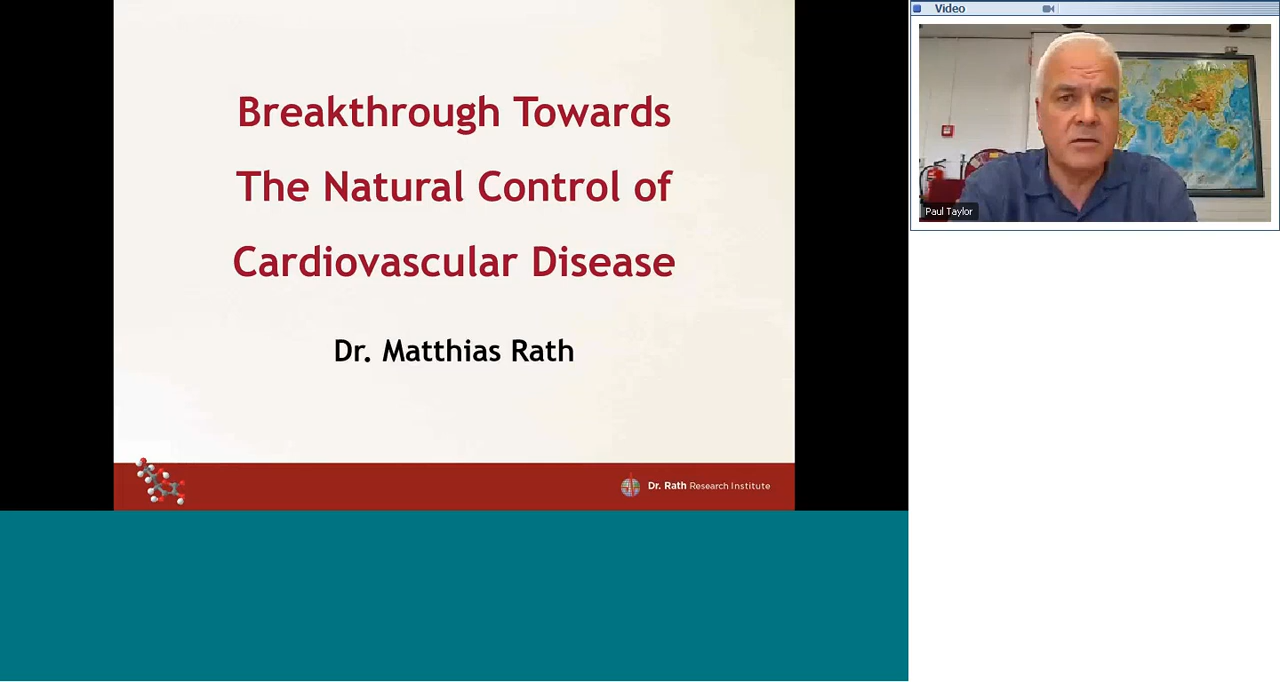 Breakthrough Towards
The Natural Control of
Cardiovascular Disease
Dr. Matthias Rath
Dr. Rath Research Institute
Video
Paul Taylor